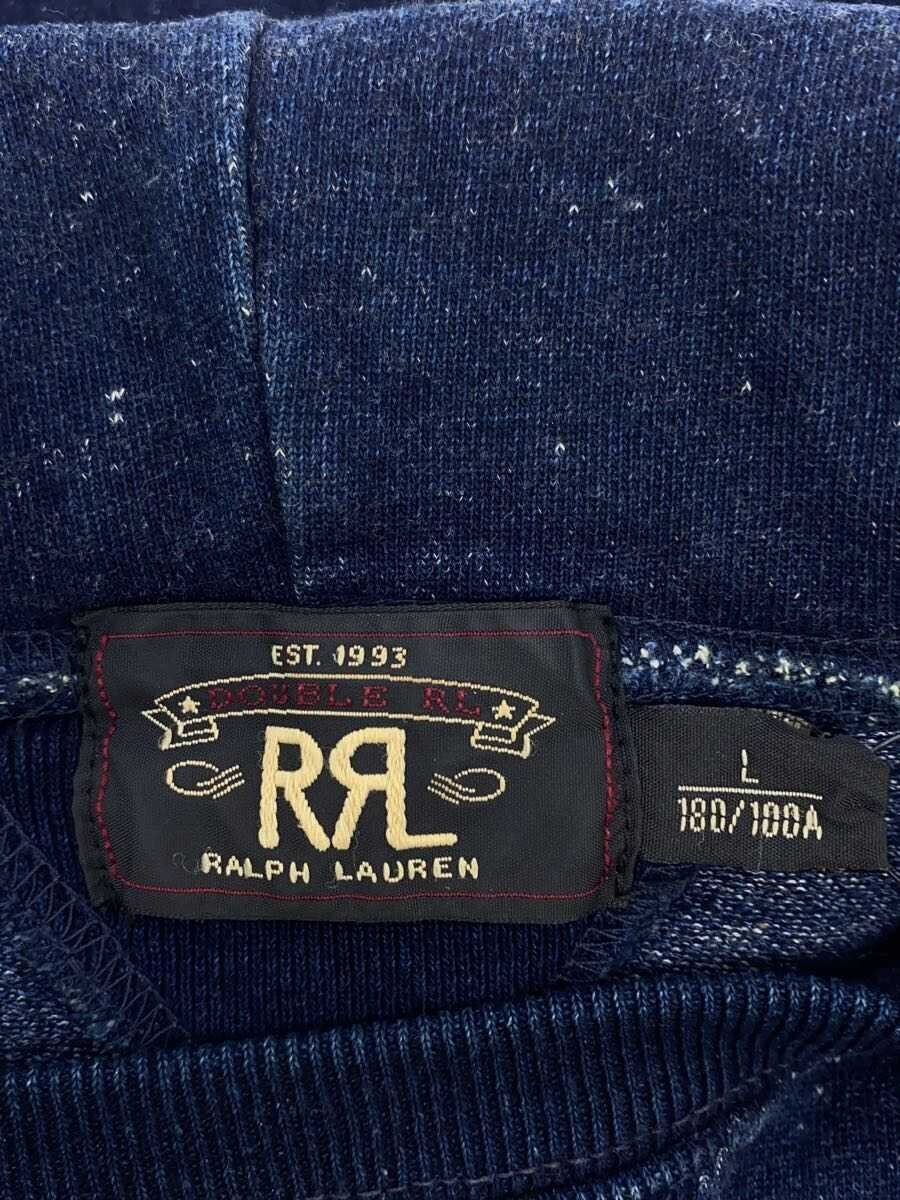 EST. 1993
DOUBLE RL
RRL
RALPH LAUREN
L
180/100A